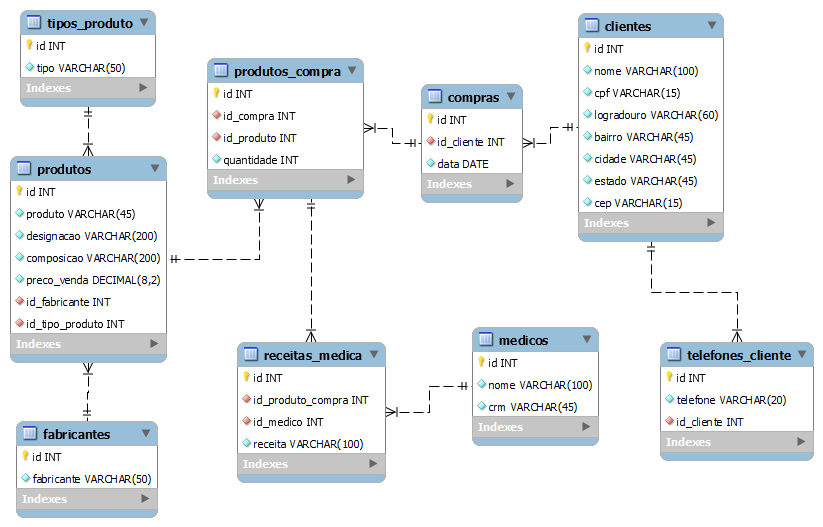 tipos_produto
id INT
tipo VARCHAR(50)
Indexes
produtos
id INT
produto VARCHAR(45)
designacao VARCHAR(200)
composicao VARCHAR(200)
preco_venda DECIMAL(8,2)
id_fabricante INT
id_tipo_produto INT
Indexes
fabricantes
id INT
fabricante VARCHAR(50)
Indexes
produtos_compra
id INT
id_compra INT
id_produto INT
quantidade INT
Indexes
receitas_medica
id INT
id_produto_compra INT
id_medico INT
receita VARCHAR(100)
Indexes
compras
id INT
id_cliente INT
data DATE
Indexes
medicos
id INT
nome VARCHAR(100)
crm VARCHAR(45)
Indexes
clientes
id INT
nome VARCHAR(100)
cpf VARCHAR(15)
logradouro VARCHAR(60)
bairro VARCHAR(45)
cidade VARCHAR(45)
estado VARCHAR(45)
cep VARCHAR(15)
Indexes
telefones_cliente
id INT
telefone VARCHAR(20)
id_cliente INT
Indexes